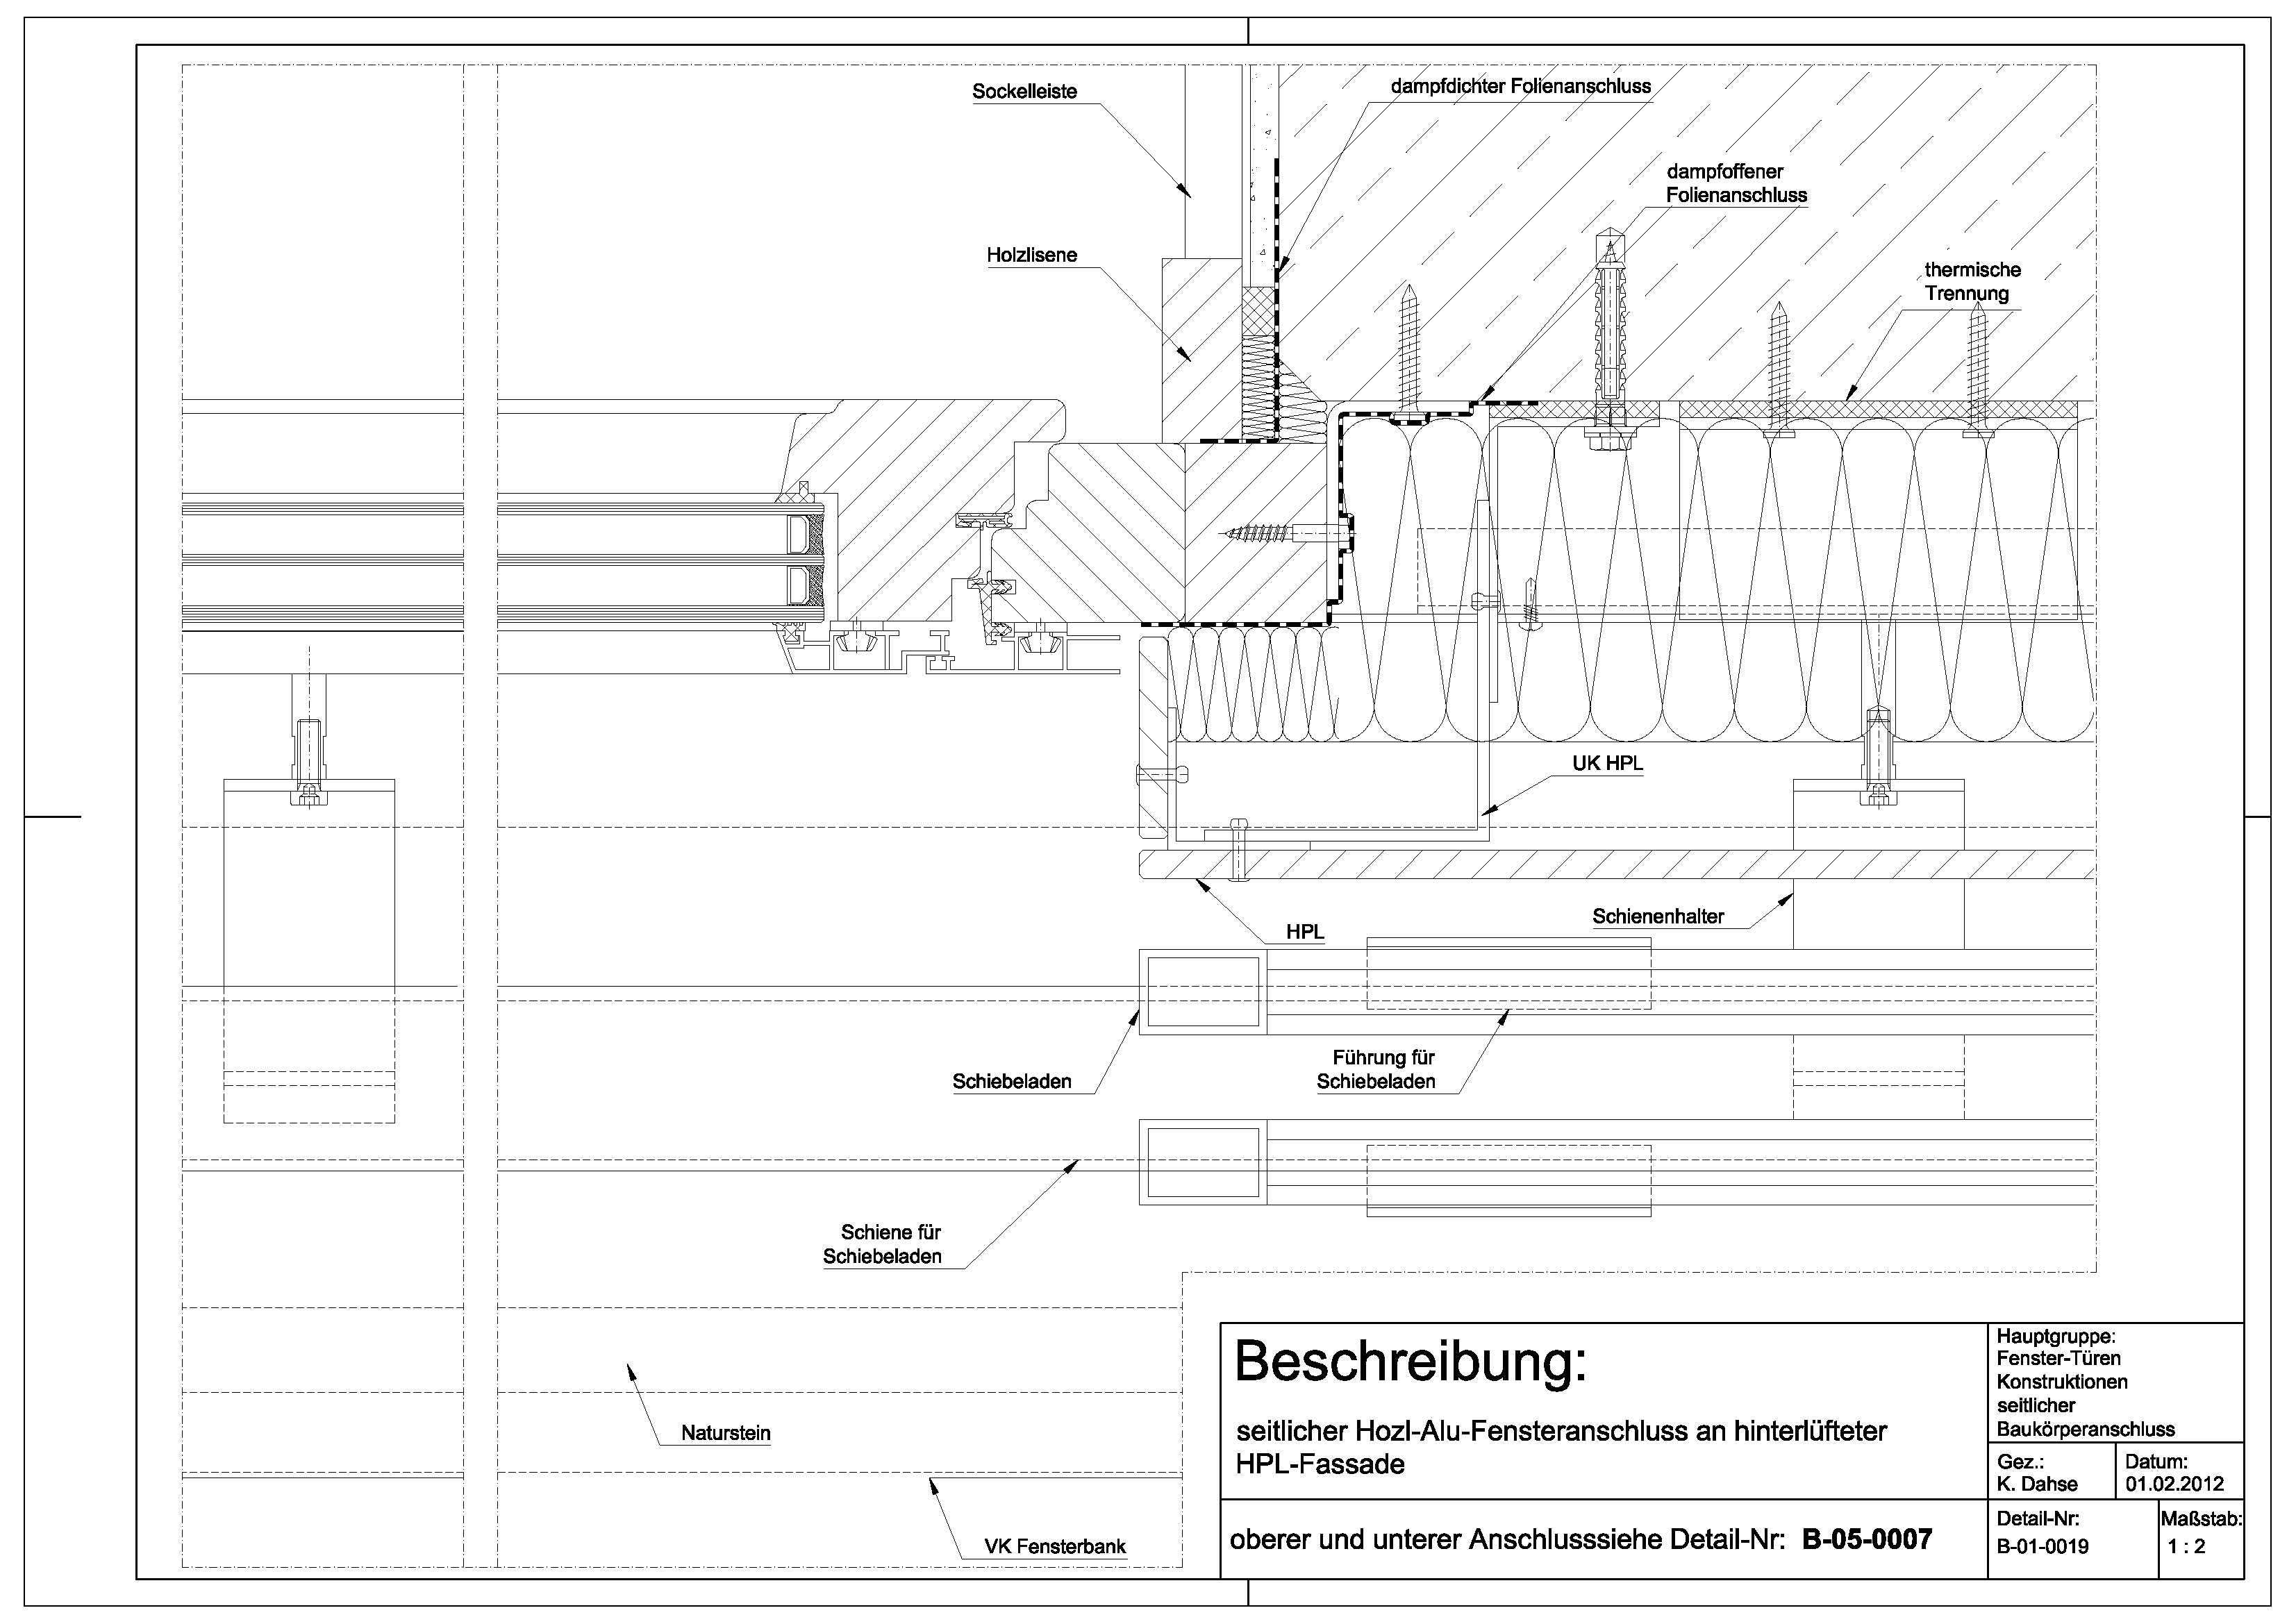 Sockelleiste
dampfdichter Folienanschluss
dampfoffener
Folienanschluss
Holzlisene
thermische
Trennung
UK HPL
Schienenhalter
HPL
Führung für
Schiebeladen
Schiebeladen
Schiene für
Schiebeladen
Naturstein
VK Fensterbank
Beschreibung:
seitlicher Hozl-Alu-Fensteranschluss an hinterlüfteter
HPL-Fassade
oberer und unterer Anschlusssiehe Detail-Nr: B-05-0007
Hauptgruppe:
Fenster-Türen
Konstruktionen
seitlicher
Baukörperanschluss
Gez.:
K. Dahse
Datum:
01.02.2012
Detail-Nr:
B-01-0019
Maßstab:
1 : 2